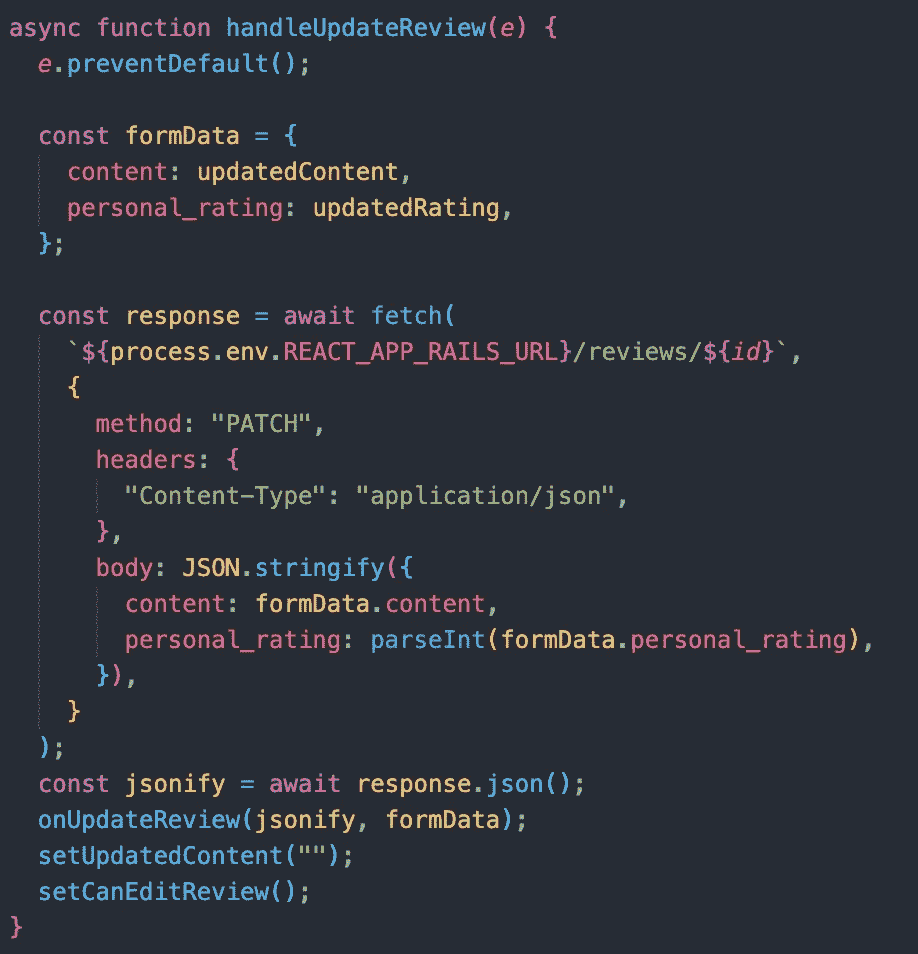 async function handleUpdateReview(e) {
  e.preventDefault();

  const formData = {
    content: updatedContent,
    personal_rating: updatedRating,
  };

  const response = await fetch(
    `${process.env.REACT_APP_RAILS_URL}/reviews/${id}`,
    {
      method: "PATCH",
      headers: {
        "Content-Type": "application/json",
      },
      body: JSON.stringify({
        content: formData.content,
        personal_rating: parseInt(formData.personal_rating),
      }),
    }
  );
  const jsonify = await response.json();
  onUpdateReview(jsonify, formData);
  setUpdatedContent("");
  setCanEditReview();
}